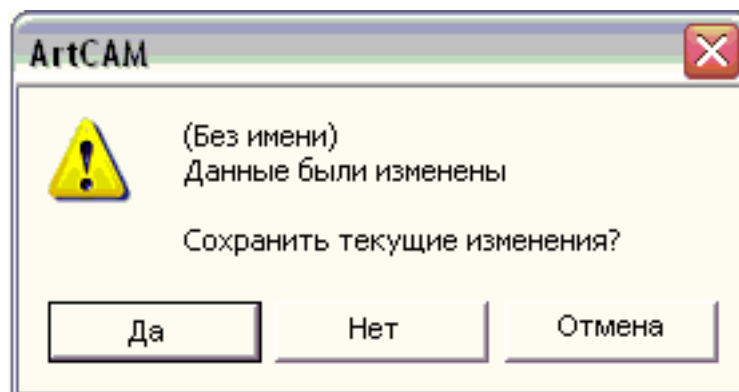 ArtCAM
(Без имени)
Данные были изменены
Сохранить текущие изменения?
Да
Нет
Отмена